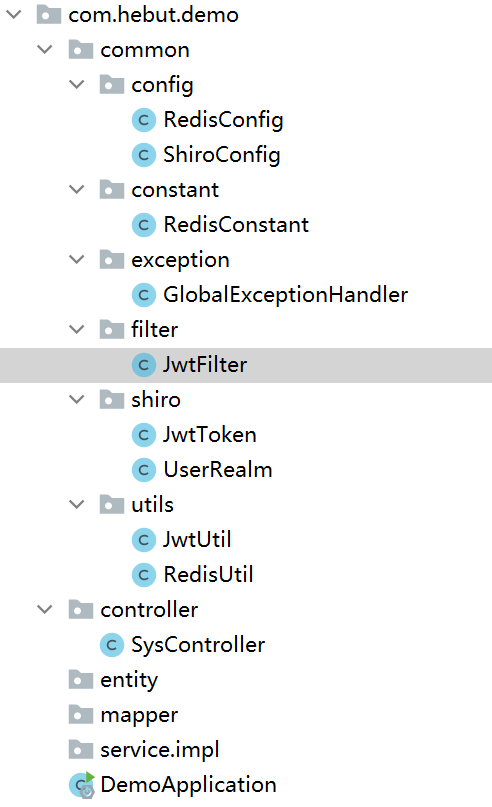 com.hebut.demo
common
config
C RedisConfig
C ShiroConfig
constant
C RedisConstant
exception
C GlobalExceptionHandler
filter
C JwtFilter
shiro
C JwtToken
C UserRealm
utils
C JwtUtil
C RedisUtil
controller
C SysController
entity
mapper
service.impl
C DemoApplication